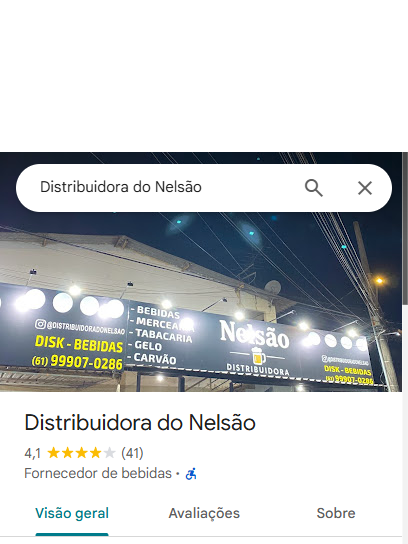 Distribuidora do Nelsão
@DISTRIBUIDORADONELSAO
DISK - BEBIDAS
(61) 99907-0286
- BEBIDAS
- MERCEARIA
- TABACARIA
- GELO
- CARVÃO
Nelsão
DISTRIBUIDORA
@DISTRIBUIDORADONELSAO
DISK - BEBIDAS
(61) 99907-0286
Distribuidora do Nelsão
4,1 (41)
Fornecedor de bebidas ·
Visão geral
Avaliações
Sobre